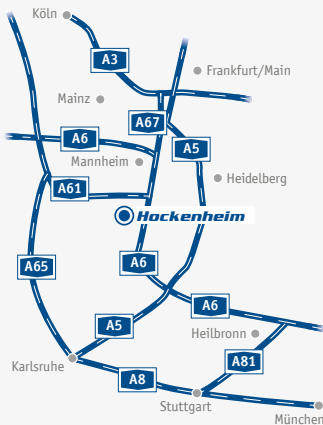 Köln
A3
Frankfurt/Main
Mainz
A67
A6
A5
Mannheim
Heidelberg
A61
Hockenheim
A6
A65
A6
A5
Heilbronn
A81
Karlsruhe
A8
Stuttgart
München